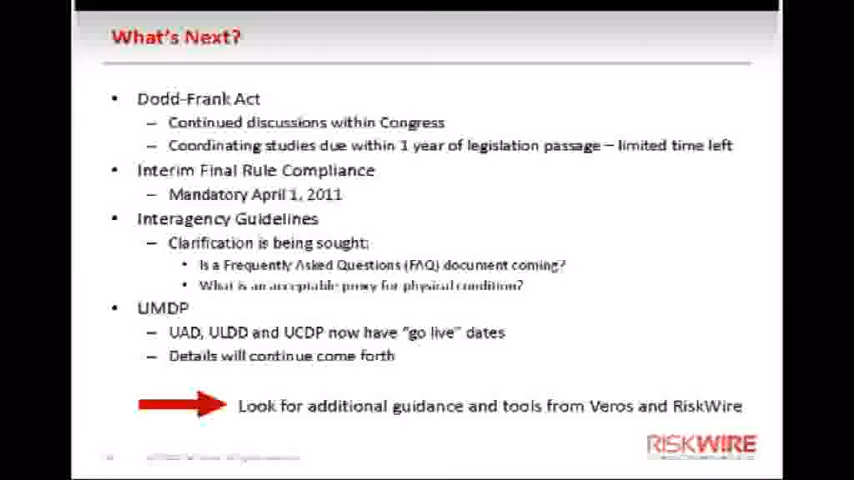 What's Next?
• Dodd-Frank Act
– Continued discussions within Congress
– Coordinating studies due within 1 year of legislation passage – limited time left
• Interim Final Rule Compliance
– Mandatory April 1, 2011
• Interagency Guidelines
– Clarification is being sought:
• Is a Frequently Asked Questions (FAQ) document coming?
• What is an acceptable proxy for physical condition?
• UMDP
– UAD, ULDD and UCDP now have "go live" dates
– Details will continue come forth
Look for additional guidance and tools from Veros and RiskWire
RISKWIRE